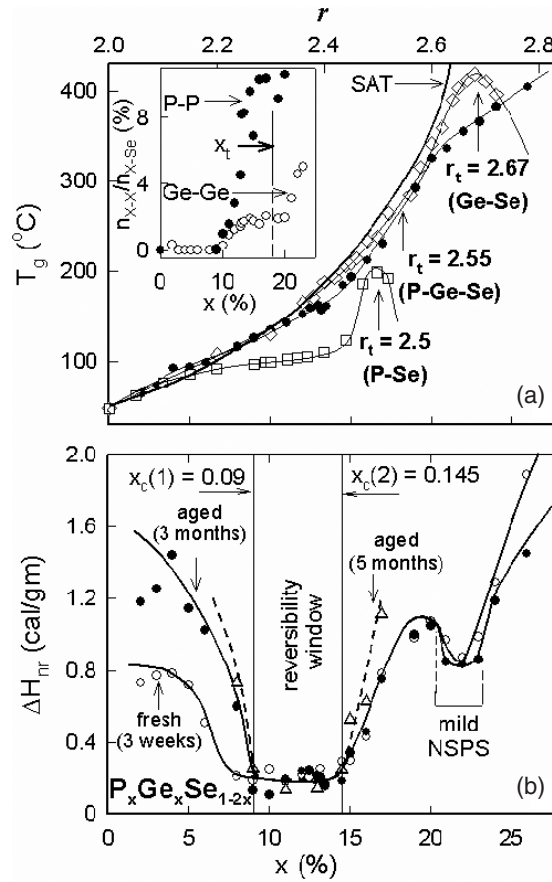 r
2.0 2.2 2.4 2.6 2.8
T_g (°C)
400
300
200
100
n_X-X/n_X-Se (%)
8
4
0
0 10 20
x (%)
P-P
x_t
Ge-Ge
SAT
r_t = 2.67
(Ge-Se)
r_t = 2.55
(P-Ge-Se)
r_t = 2.5
(P-Se)
(a)
ΔH_nr (cal/gm)
2.0
1.6
1.2
0.8
0.4
0
x_c(1) = 0.09
x_c(2) = 0.145
aged
(3 months)
aged
(5 months)
reversibility
window
fresh
(3 weeks)
mild
NSPS
P_xGe_xSe_1-2x
(b)
0 5 10 15 20 25
x (%)